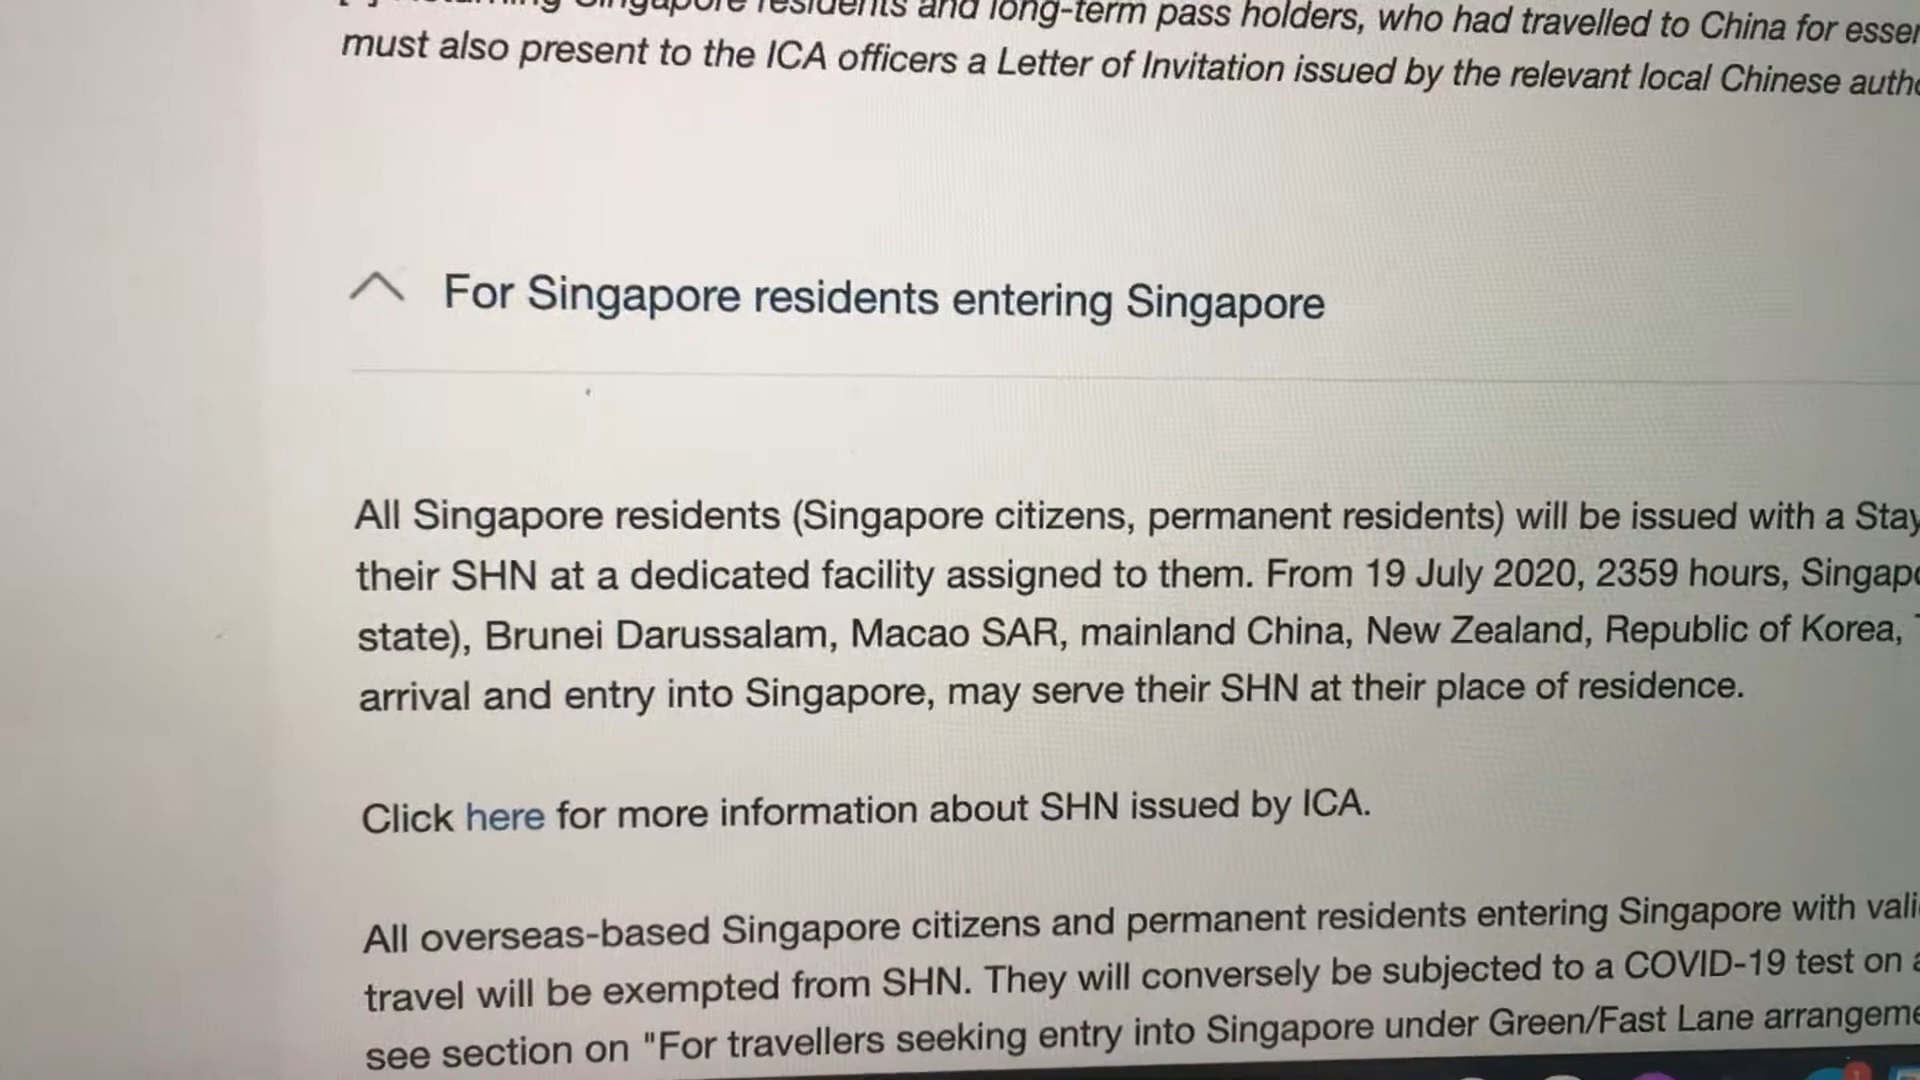 Singapore residents and long-term pass holders, who had travelled to China for
must also present to the ICA officers a Letter of Invitation issued by the relevant local Chinese
For Singapore residents entering Singapore
All Singapore residents (Singapore citizens, permanent residents) will be issued with a Stay
their SHN at a dedicated facility assigned to them. From 19 July 2020, 2359 hours,
state), Brunei Darussalam, Macao SAR, mainland China, New Zealand, Republic of Korea,
arrival and entry into Singapore, may serve their SHN at their place of residence.
Click here for more information about SHN issued by ICA.
All overseas-based Singapore citizens and permanent residents entering Singapore with
travel will be exempted from SHN. They will conversely be subjected to a COVID-19 test on
see section on "For travellers seeking entry into Singapore under Green/Fast Lane